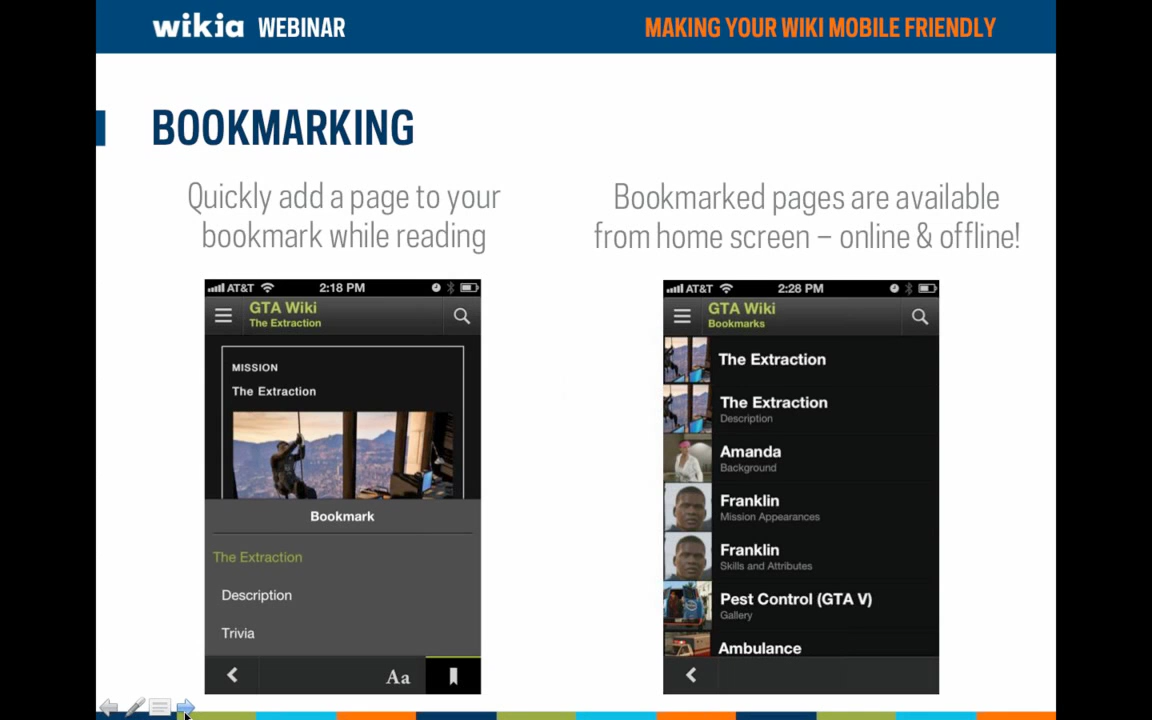 wikia WEBINAR
MAKING YOUR WIKI MOBILE FRIENDLY
BOOKMARKING
Quickly add a page to your
bookmark while reading
Bookmarked pages are available
from home screen – online & offline!
AT&T 2:18 PM
GTA Wiki
The Extraction
MISSION
The Extraction
Bookmark
The Extraction
Description
Trivia
Aa
AT&T 2:28 PM
GTA Wiki
Bookmarks
The Extraction
The Extraction
Description
Amanda
Background
Franklin
Mission Appearances
Franklin
Skills and Attributes
Pest Control (GTA V)
Gallery
Ambulance